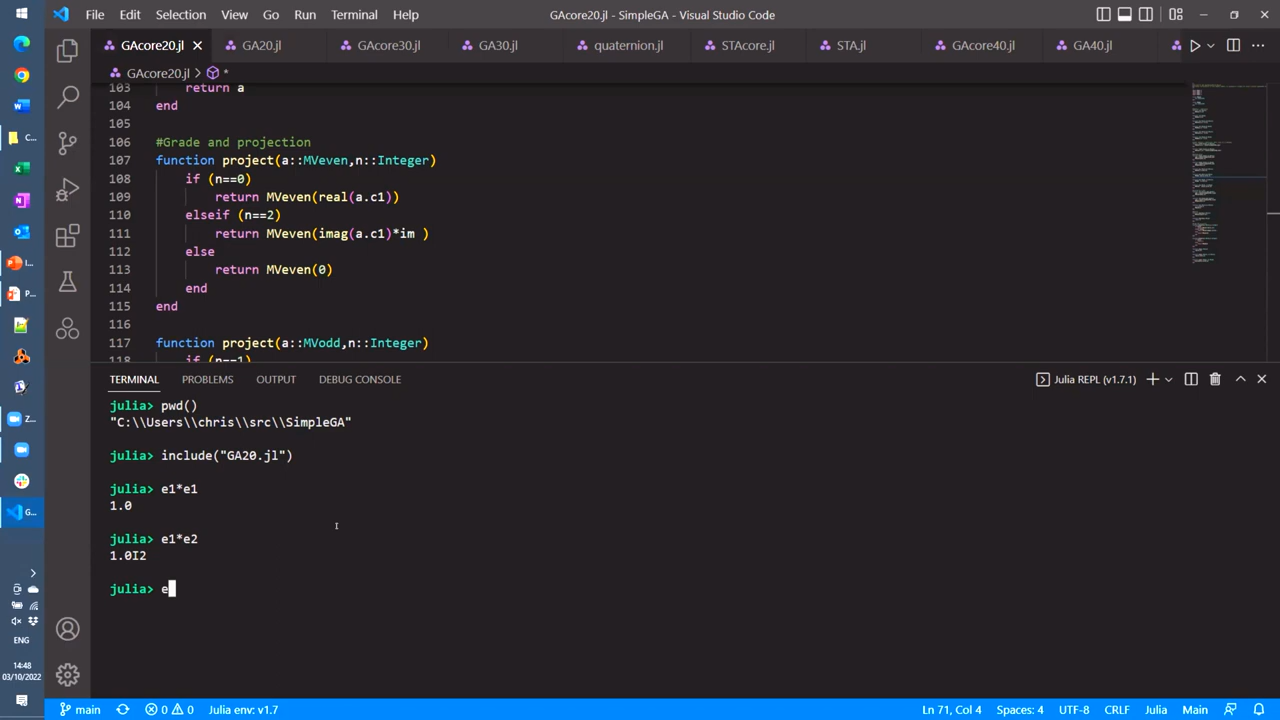 File Edit Selection View Go Run Terminal Help
GAcore20.jl - SimpleGA - Visual Studio Code
GAcore20.jl GA20.jl GAcore30.jl GA30.jl quaternion.jl STAcore.jl STA.jl GAcore40.jl GA40.jl
GAcore20.jl > *
103 return a
104 end
105
106 #Grade and projection
107 function project(a::MVeven,n::Integer)
108 if (n==0)
109 return MVeven(real(a.c1))
110 elseif (n==2)
111 return MVeven(imag(a.c1)*im )
112 else
113 return MVeven(0)
114 end
115 end
116
117 function project(a::MVodd,n::Integer)
118 if (n==1)
TERMINAL PROBLEMS OUTPUT DEBUG CONSOLE
Julia REPL (v1.7.1)
julia> pwd()
"C:\\Users\\chris\\src\\SimpleGA"
julia> include("GA20.jl")
julia> e1*e1
1.0
julia> e1*e2
1.0I2
julia> e
C...
I...
P...
Z...
G...
ENG
14:48
03/10/2022
main 0 0 Julia env: v1.7
Ln 71, Col 4 Spaces: 4 UTF-8 CRLF Julia Main